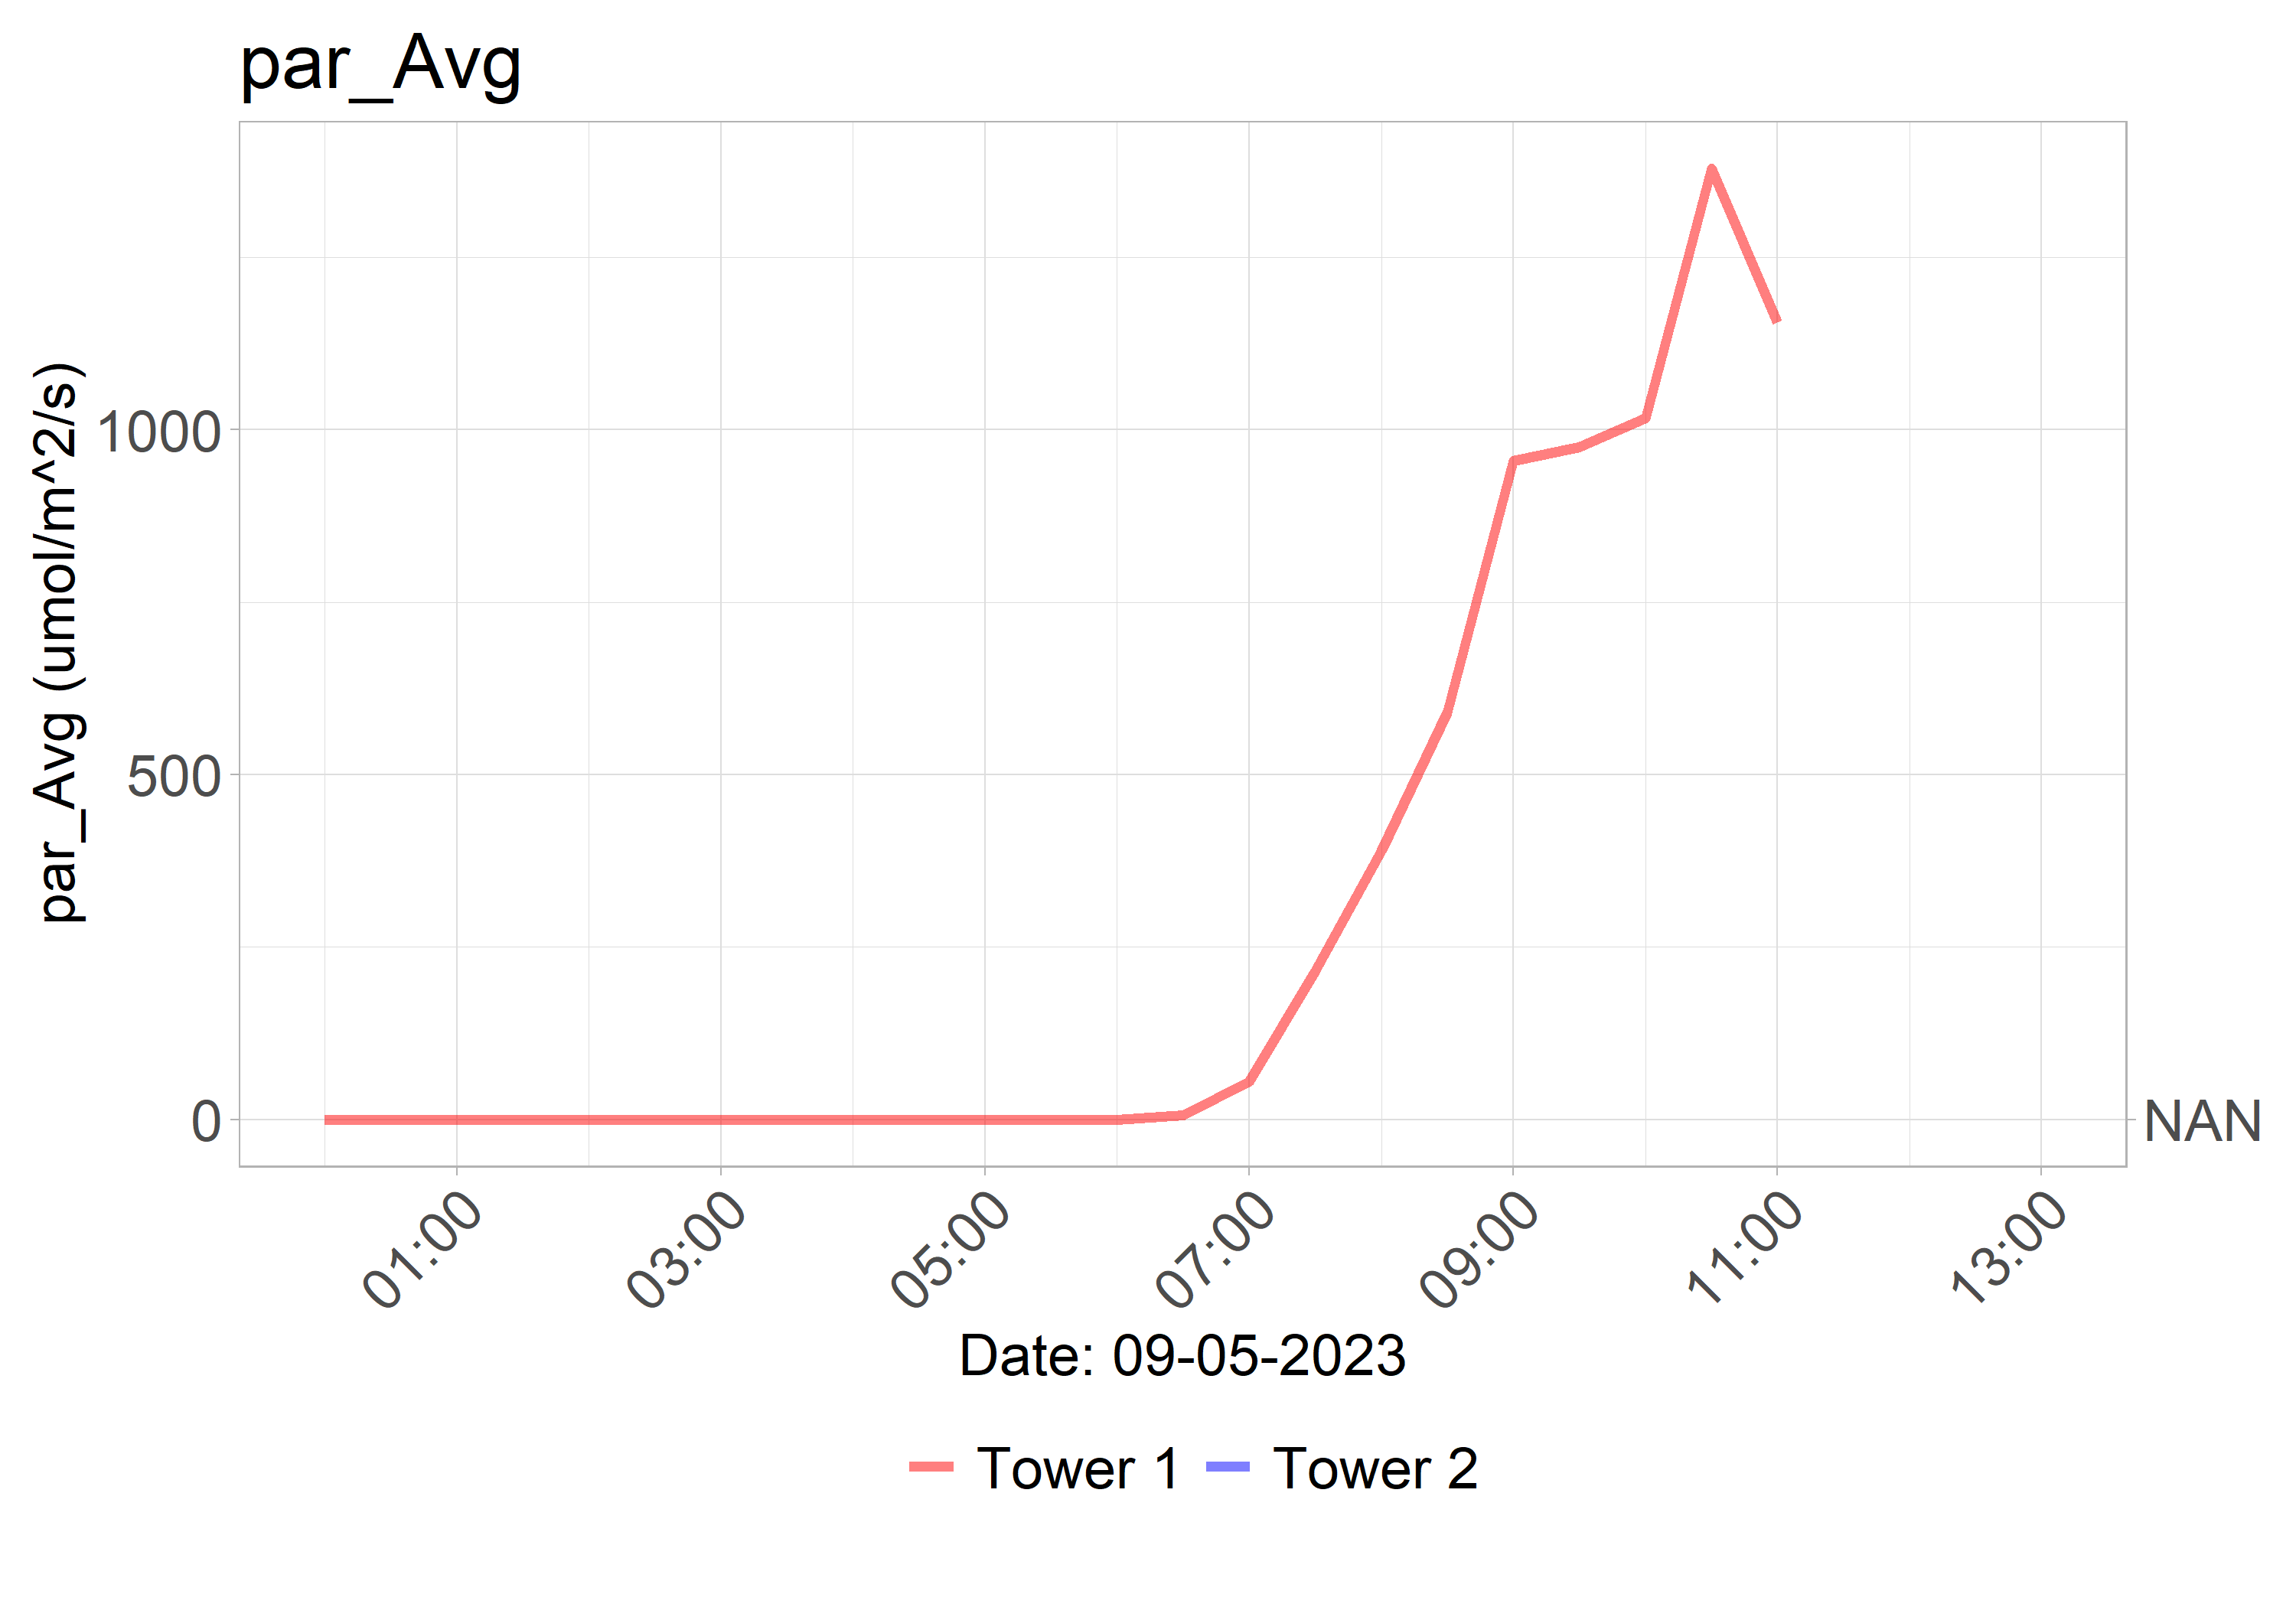 par_Avg
par_Avg (umol/m^2/s)
1000
500
0
NAN
01:00
03:00
05:00
07:00
09:00
11:00
13:00
Date: 09-05-2023
Tower 1
Tower 2